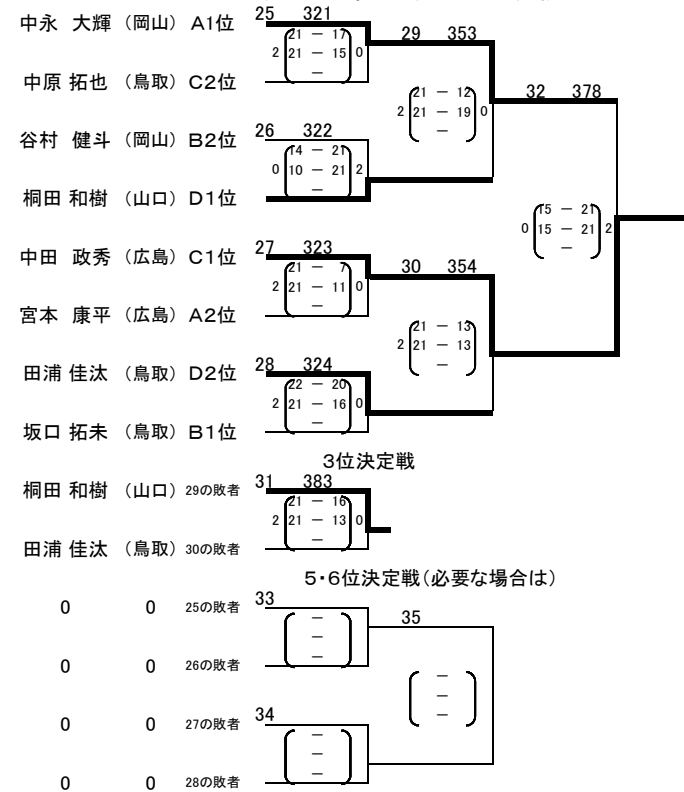 25 321
中永 大輝 （岡山） A1位
21 － 17
2 21 － 15 0
－
中原 拓也 （鳥取） C2位
29 353
21 － 12
2 21 － 19 0
－
26 322
谷村 健斗 （岡山） B2位
14 － 21
0 10 － 21 2
－
桐田 和樹 （山口） D1位
32 378
15 － 21
0 15 － 21 2
－
27 323
中田 政秀 （広島） C1位
21 － 7
2 21 － 11 0
－
宮本 康平 （広島） A2位
30 354
21 － 13
2 21 － 13
－
28 324
田浦 佳汰 （鳥取） D2位
22 － 20
2 21 － 16 0
－
坂口 拓未 （鳥取） B1位
3位決定戦
31 383
桐田 和樹 （山口） 29の敗者
21 － 16
2 21 － 13 0
－
田浦 佳汰 （鳥取） 30の敗者
5・6位決定戦（必要な場合は）
33
0 0 25の敗者
－
－
－
0 0 26の敗者
35
－
－
－
34
0 0 27の敗者
－
－
－
0 0 28の敗者